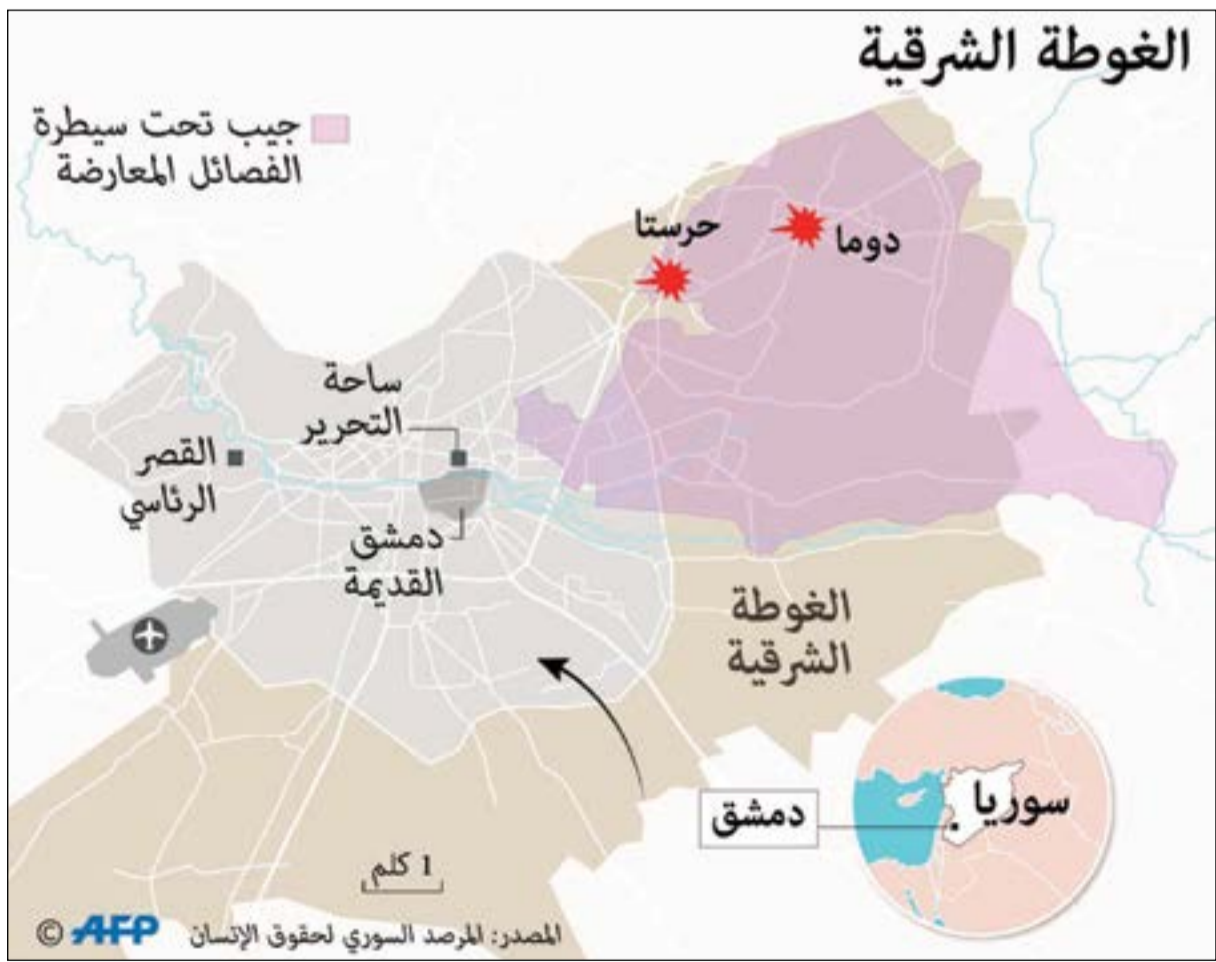 الغوطة الشرقية
جيب تحت سيطرة
الفصائل المعارضة
حرستا
دوما
ساحة
التحرير
القصر
الرئاسي
دمشق
القديمة
الغوطة
الشرقية
سوريا
دمشق
1 كلم
المصدر: المرصد السوري لحقوق الإنسان AFP ©